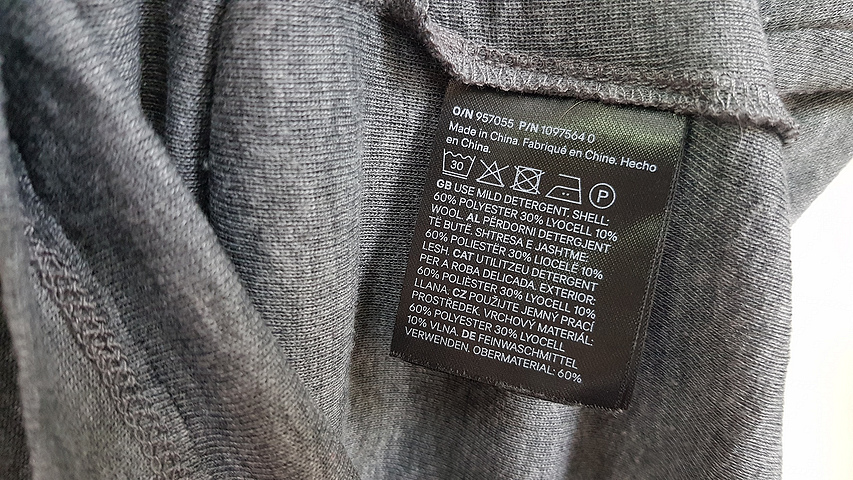 O/N 957055 P/N 1097564 0
Made in China. Fabriqué en Chine. Hecho
en China.
30 P
GB USE MILD DETERGENT. SHELL:
60% POLYESTER 30% LYOCELL 10%
WOOL. AL PËRDORNI DETERGJENT
TË BUTË. SHTRESA E JASHTME:
60% POLIESTËR 30% LIOCELË 10%
LESH. CAT UTILITZEU DETERGENT
PER A ROBA DELICADA. EXTERIOR:
60% POLIÈSTER 30% LYOCELL 10%
LLANA. CZ POUŽIJTE JEMNÝ PRACÍ
PROSTŘEDEK. VRCHOVÝ MATERIÁL:
60% POLYESTER 30% LYOCELL
10% VLNA. DE FEINWASCHMITTEL
VERWENDEN. OBERMATERIAL: 60%